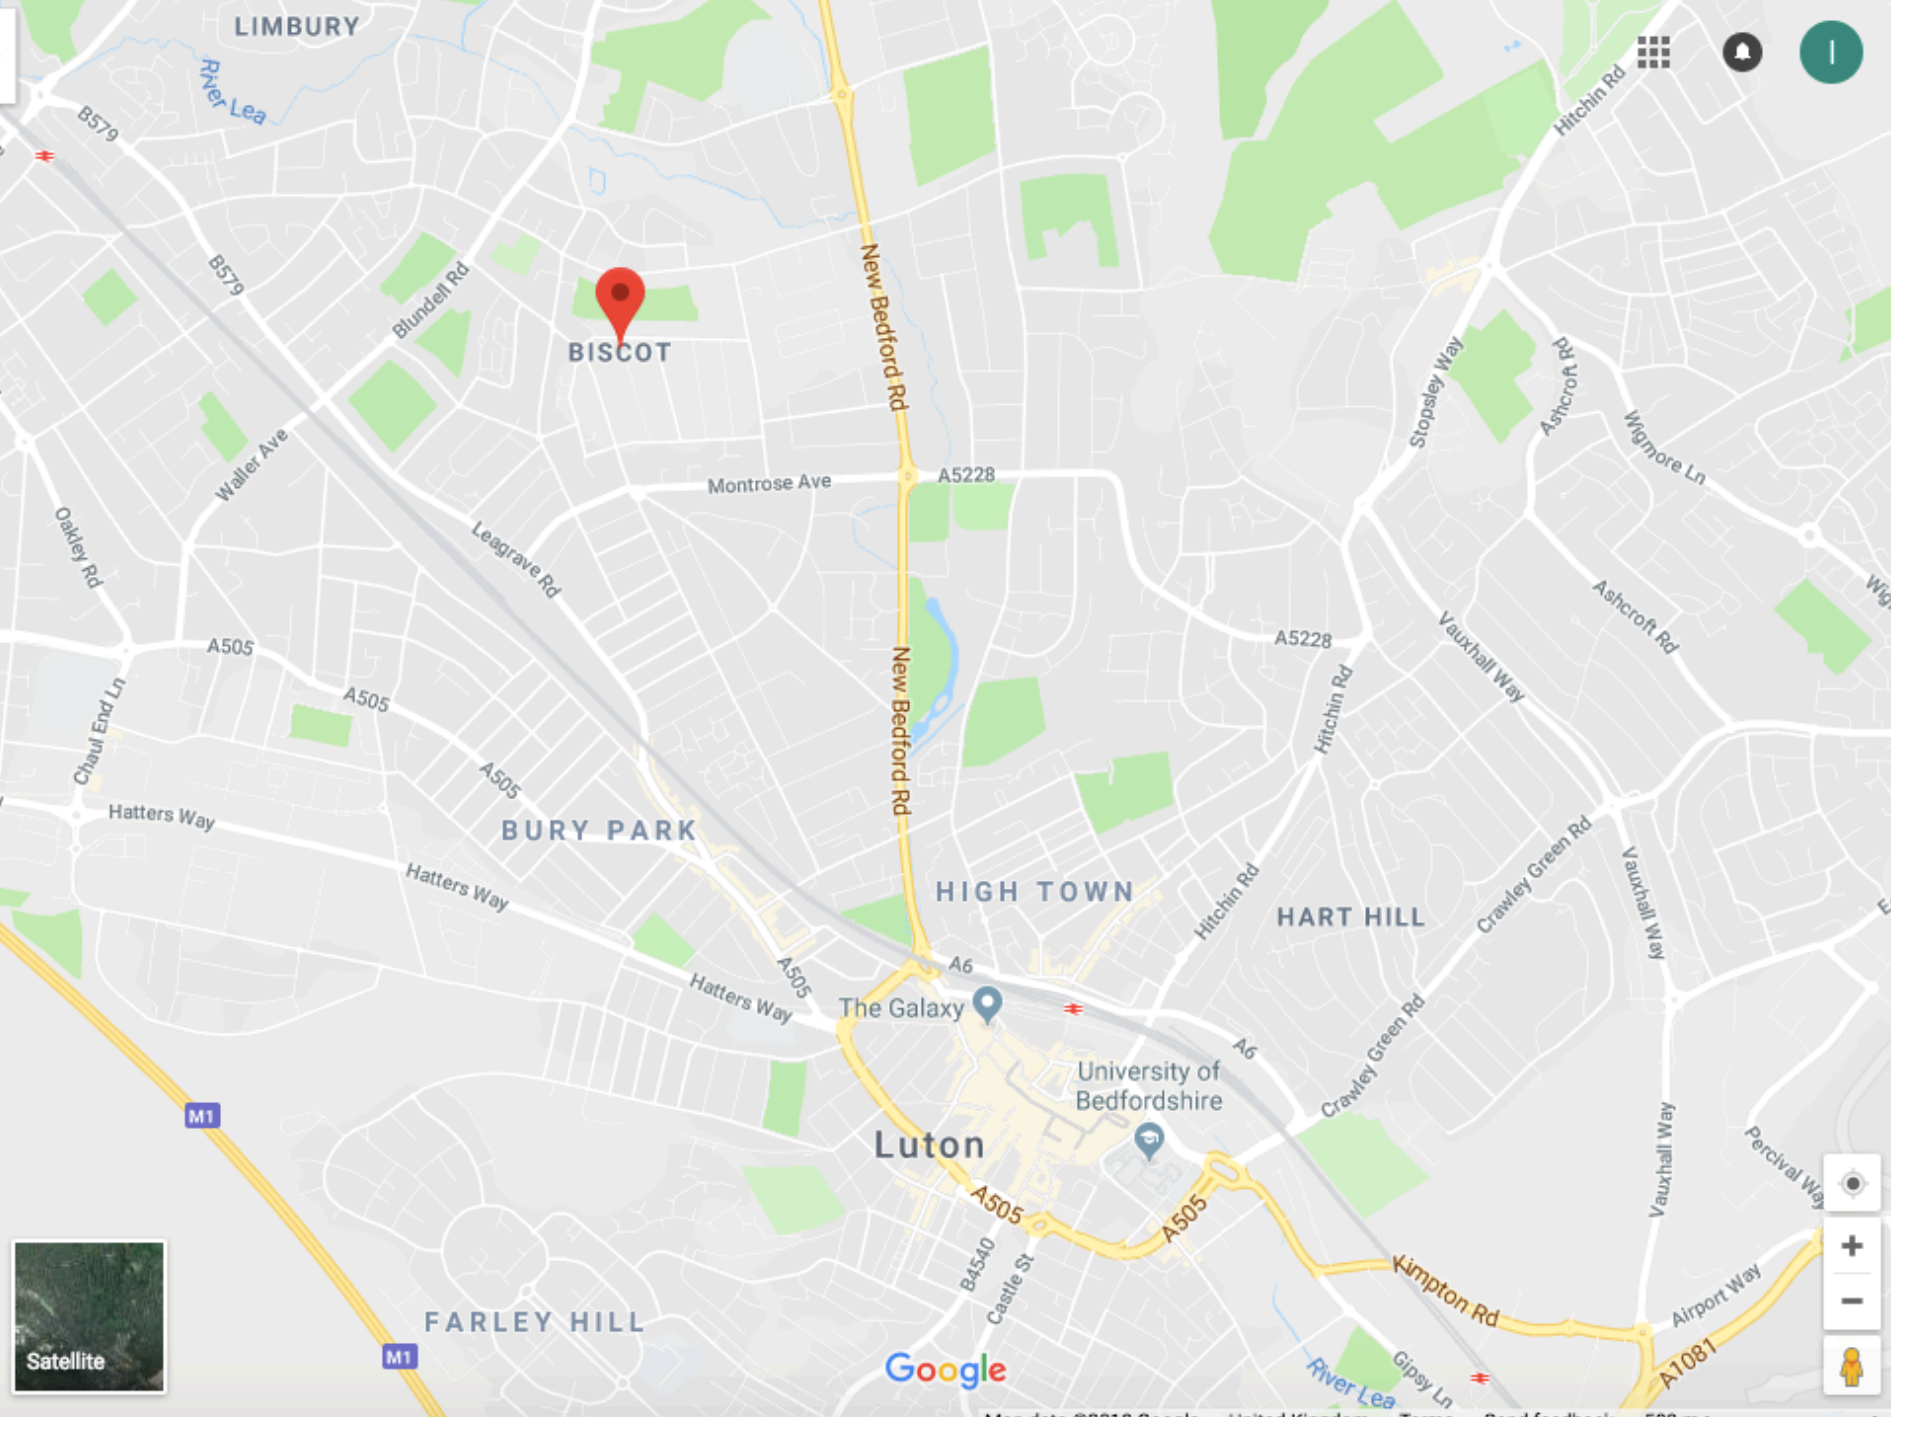 LIMBURY
River Lea
Hitchin Rd
I
B579
B579
Blundell Rd
BISCOT
New Bedford Rd
Stopsley Way
Ashcroft Rd
Wigmore Ln
Waller Ave
Montrose Ave
A5228
Oakley Rd
Leagrave Rd
Ashcroft Rd
A5228
Vauxhall Way
A505
A505
Hitchin Rd
Chaul End Ln
New Bedford Rd
A505
Hatters Way
BURY PARK
Hatters Way
HIGH TOWN
Hitchin Rd
HART HILL
Crawley Green Rd
Vauxhall Way
A505
A6
Hatters Way
The Galaxy
A6
Crawley Green Rd
University of
Bedfordshire
M1
Luton
Vauxhall Way
Percival Way
A505
A505
B4540
Castle St
Kimpton Rd
Airport Way
FARLEY HILL
M1
Satellite
Google
River Lea
Gipsy Ln
A1081